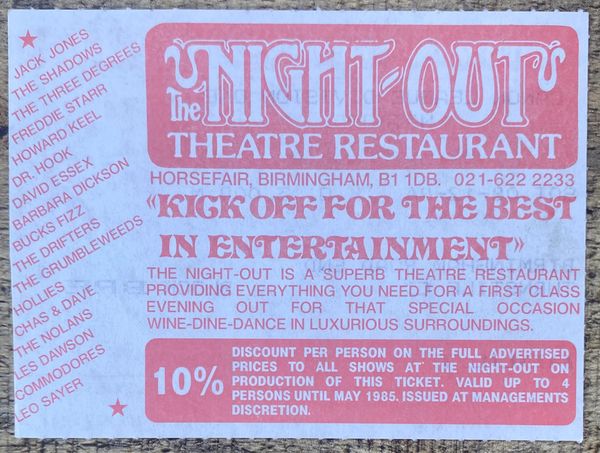 JACK JONES
THE SHADOWS
THE THREE DEGREES
FREDDIE STARR
HOWARD KEEL
DR. HOOK
DAVID ESSEX
BARBARA DICKSON
BUCKS FIZZ
THE DRIFTERS
THE GRUMBLEWEEDS
HOLLIES
CHAS & DAVE
THE NOLANS
LES DAWSON
COMMODORES
LEO SAYER
The NIGHT-OUT
THEATRE RESTAURANT
HORSEFAIR, BIRMINGHAM, B1 1DB. 021-622 2233
"KICK OFF FOR THE BEST
IN ENTERTAINMENT"
THE NIGHT-OUT IS A SUPERB THEATRE RESTAURANT
PROVIDING EVERYTHING YOU NEED FOR A FIRST CLASS
EVENING OUT FOR THAT SPECIAL OCCASION
WINE-DINE-DANCE IN LUXURIOUS SURROUNDINGS.
10%
DISCOUNT PER PERSON ON THE FULL ADVERTISED
PRICES TO ALL SHOWS AT THE NIGHT-OUT ON
PRODUCTION OF THIS TICKET. VALID UP TO 4
PERSONS UNTIL MAY 1985. ISSUED AT MANAGEMENTS
DISCRETION.